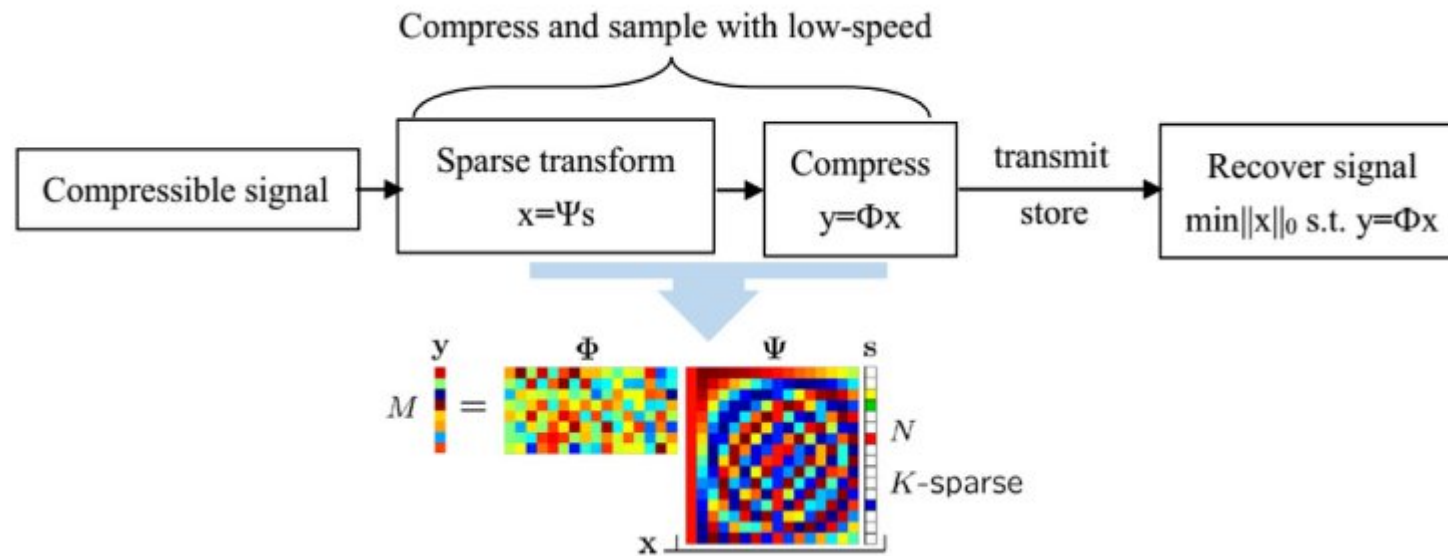 Compress and sample with low-speed
Compressible signal
Sparse transform
x=Ψs
Compress
y=Φx
transmit
store
Recover signal
min||x||₀ s.t. y=Φx
y
Φ
Ψ
s
M
=
N
K-sparse
x